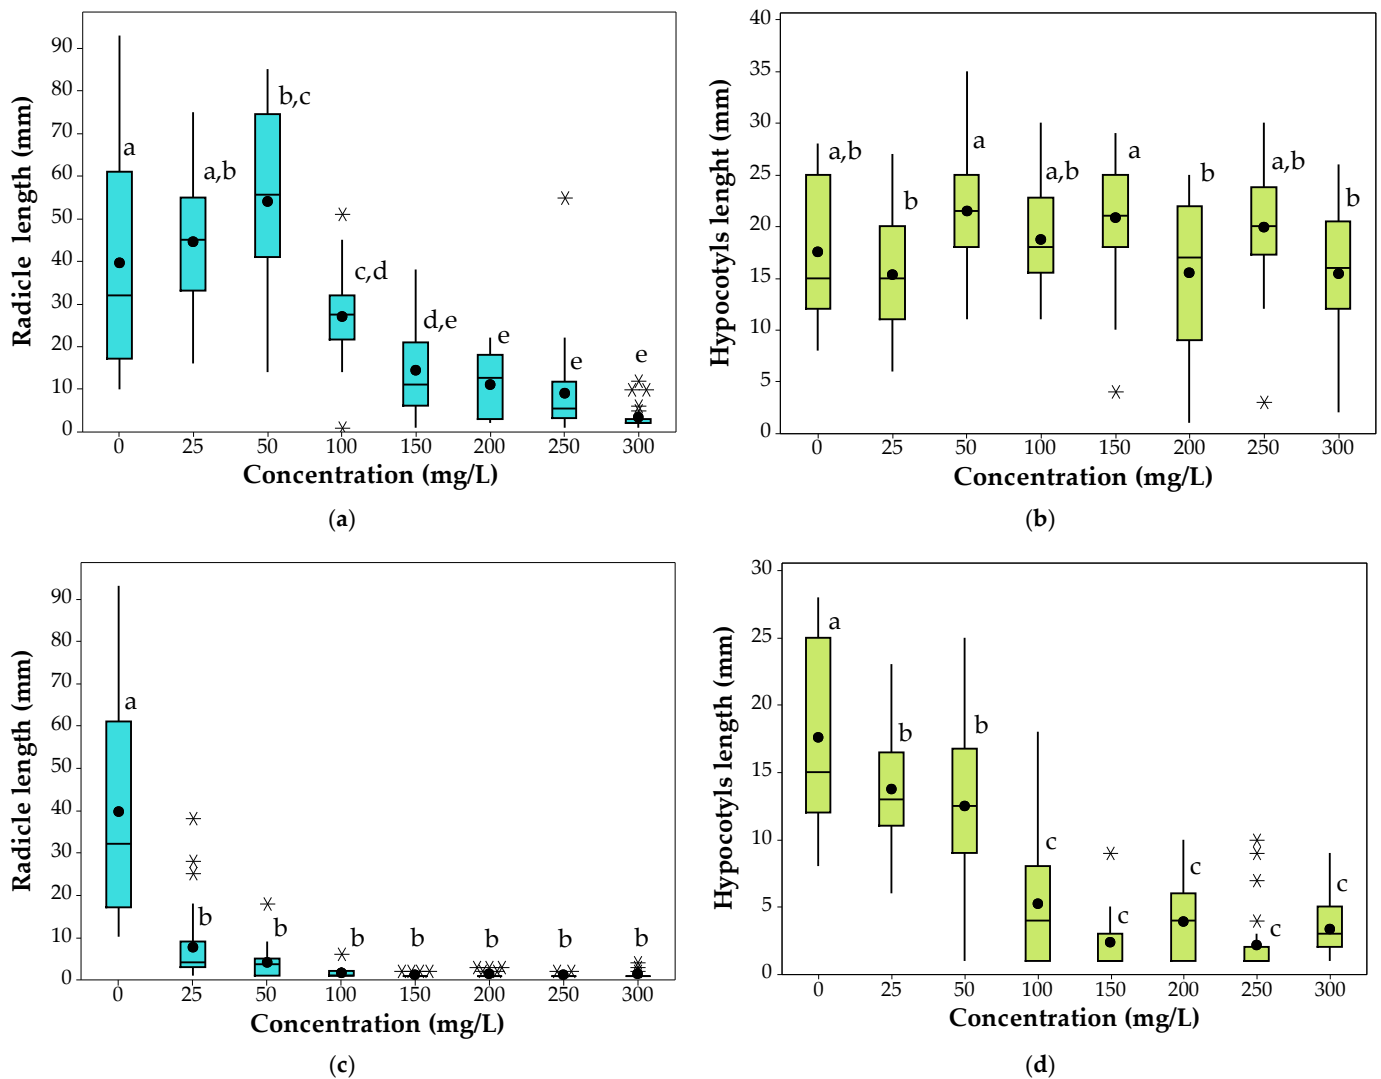 Radicle length (mm)
90
80
70
60
50
40
30
20
10
0
a
a,b
b,c
c,d
d,e
e
e
e
0 25 50 100 150 200 250 300
Concentration (mg/L)
(a)
Hypocotyls lenght (mm)
40
35
30
25
20
15
10
5
0
a,b
b
a
a,b
a
b
a,b
b
0 25 50 100 150 200 250 300
Concentration (mg/L)
(b)
Radicle length (mm)
90
80
70
60
50
40
30
20
10
0
a
b
b
b
b
b
b
b
0 25 50 100 150 200 250 300
Concentration (mg/L)
(c)
Hypocotyls length (mm)
30
25
20
15
10
5
0
a
b
b
c
c
c
c
c
0 25 50 100 150 200 250 300
Concentration (mg/L)
(d)